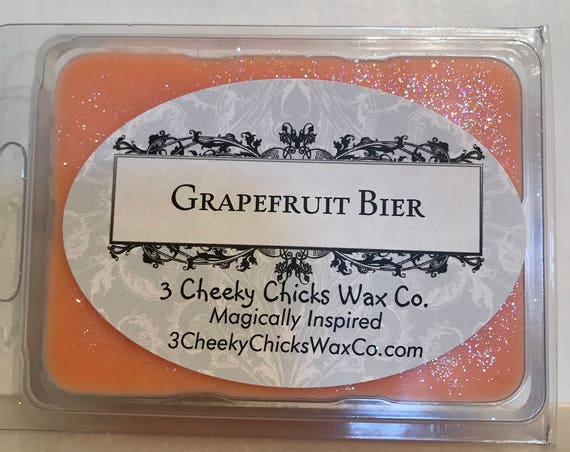 Grapefruit Bier
3 Cheeky Chicks Wax Co.
Magically Inspired
3CheekyChicksWaxCo.com